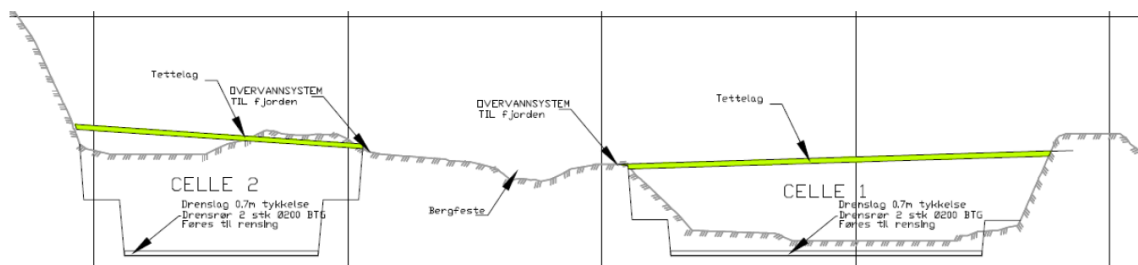 Tettelag
OVERVANNSYSTEM
TIL fjorden
CELLE 2
Drenslag 0.7m tykkelse
Drensrør 2 stk Ø200 BTG
Føres til rensing
Bergfeste
OVERVANNSYSTEM
TIL fjorden
Tettelag
CELLE 1
Drenslag 0.7m tykkelse
Drensrør 2 stk Ø200 BTG
Føres til rensing